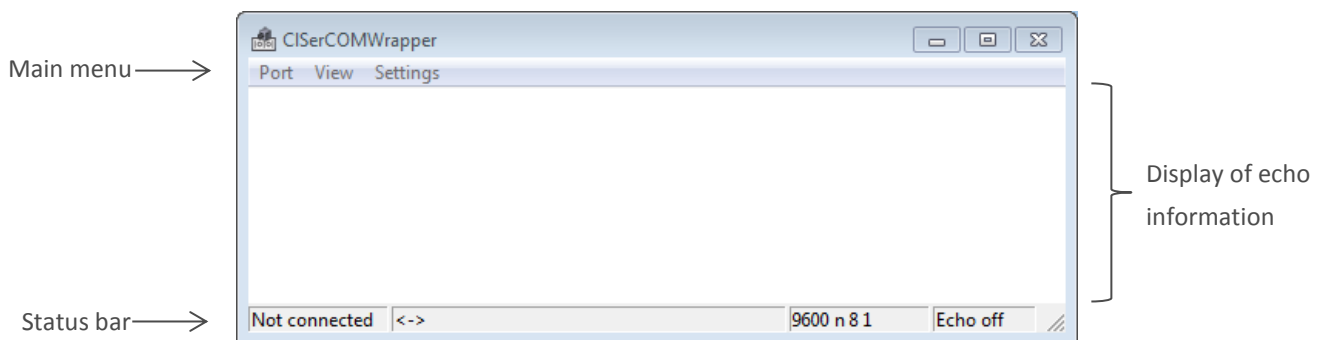 CISerCOMWrapper
Main menu
Port View Settings
Display of echo
information
Status bar
Not connected <-> 9600 n 8 1 Echo off